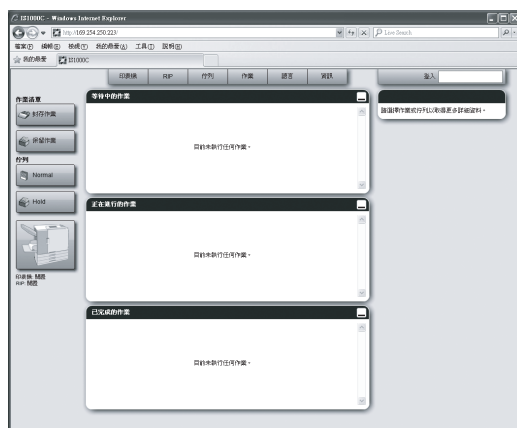 IS1000C - Windows Internet Explorer
http://169.254.250.223/
Live Search
檔案(F) 編輯(E) 檢視(V) 我的最愛(A) 工具(T) 說明(H)
我的最愛 IS1000C
印表機 RIP 佇列 作業 語言 資訊 登入
作業清單
封存作業
保留作業
佇列
Normal
Hold
印表機: 閒置
RIP: 閒置
等待中的作業
目前未執行任何作業。
正在進行的作業
目前未執行任何作業。
已完成的作業
目前未執行任何作業。
請選擇作業或佇列以取得更多詳細資料。